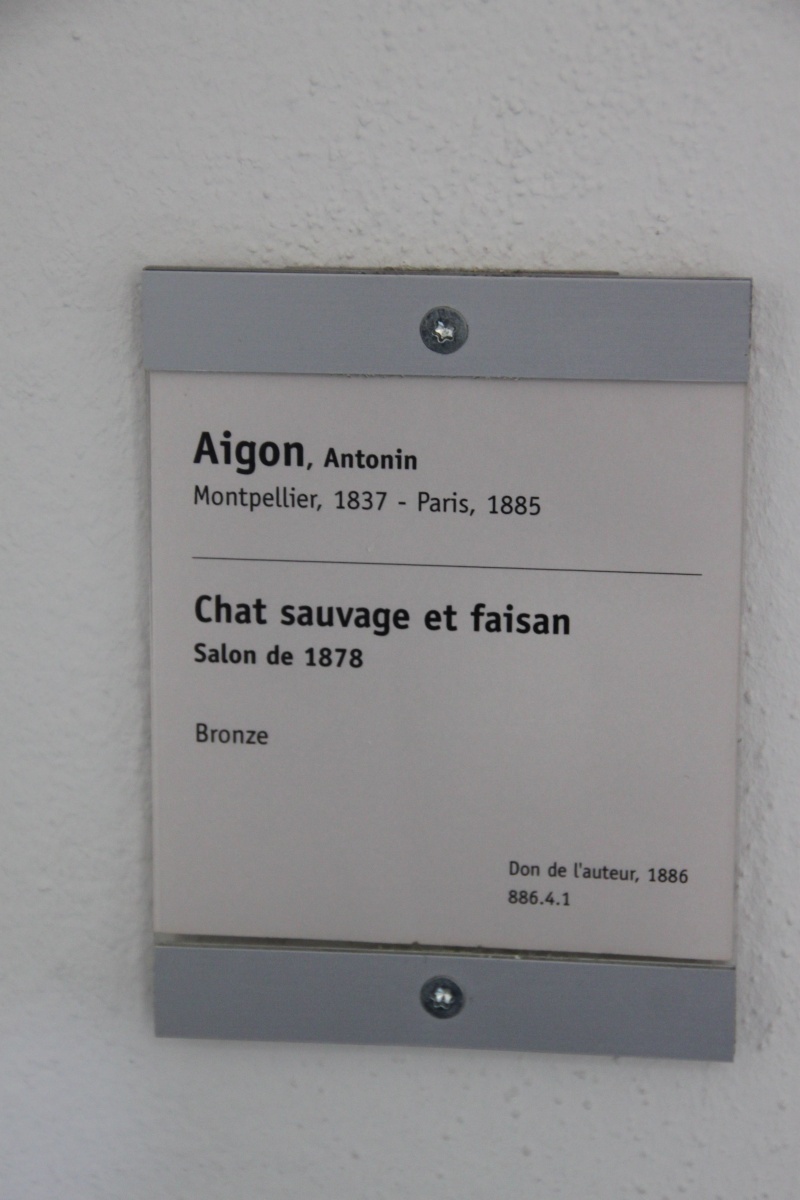 Aigon, Antonin
Montpellier, 1837 - Paris, 1885
Chat sauvage et faisan
Salon de 1878
Bronze
Don de l'auteur, 1886
886.4.1